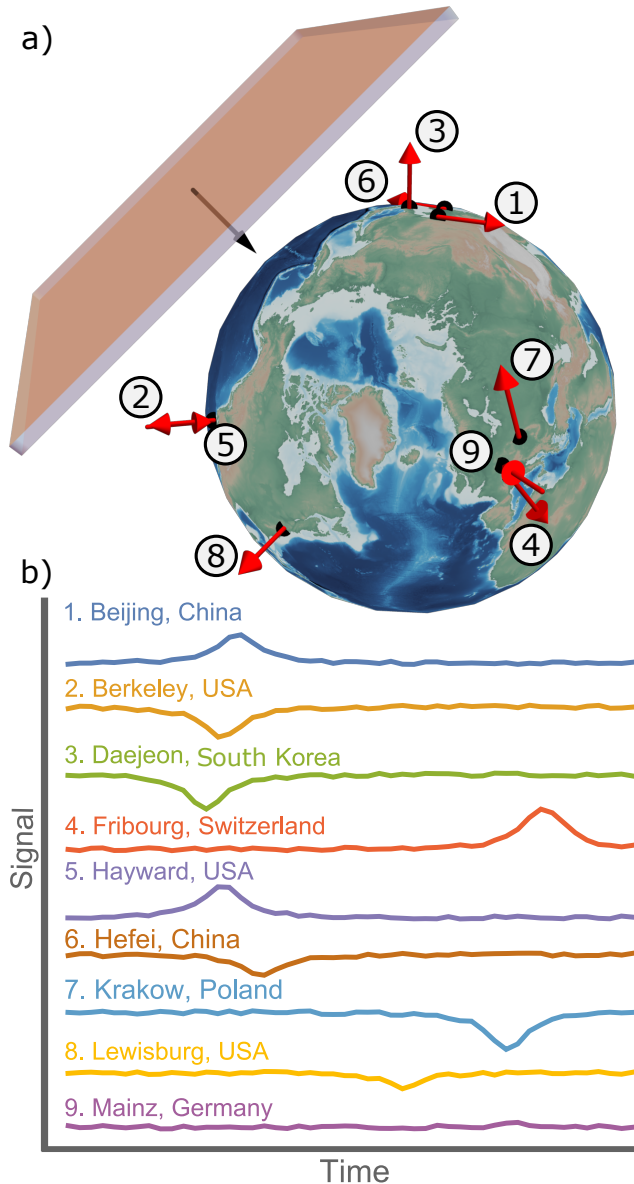 a)
3
6
1
2
7
5
9
4
8
b)
1. Beijing, China
2. Berkeley, USA
3. Daejeon, South Korea
4. Fribourg, Switzerland
5. Hayward, USA
6. Hefei, China
7. Krakow, Poland
8. Lewisburg, USA
9. Mainz, Germany
Signal
Time